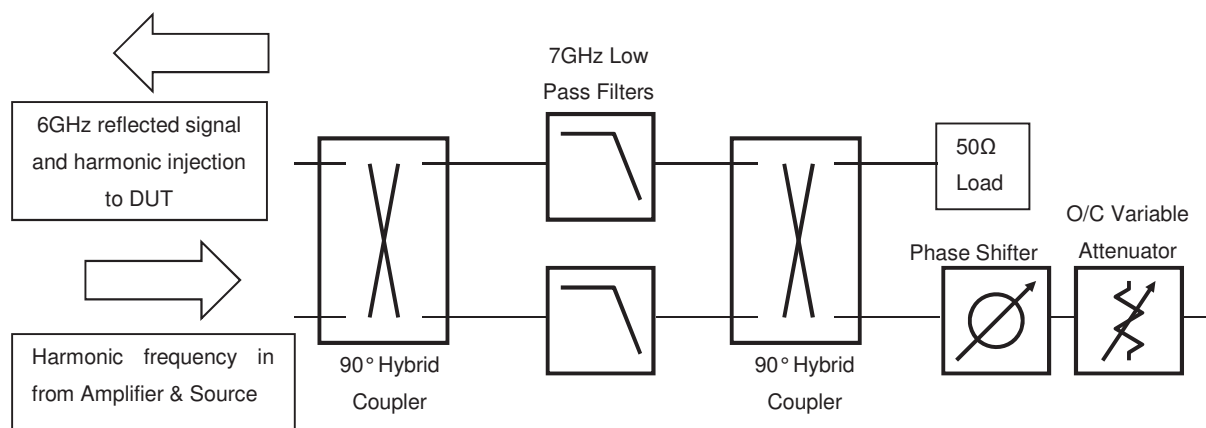 6GHz reflected signal
and harmonic injection
to DUT
Harmonic frequency in
from Amplifier & Source
90° Hybrid
Coupler
7GHz Low
Pass Filters
90° Hybrid
Coupler
50Ω
Load
Phase Shifter
O/C Variable
Attenuator